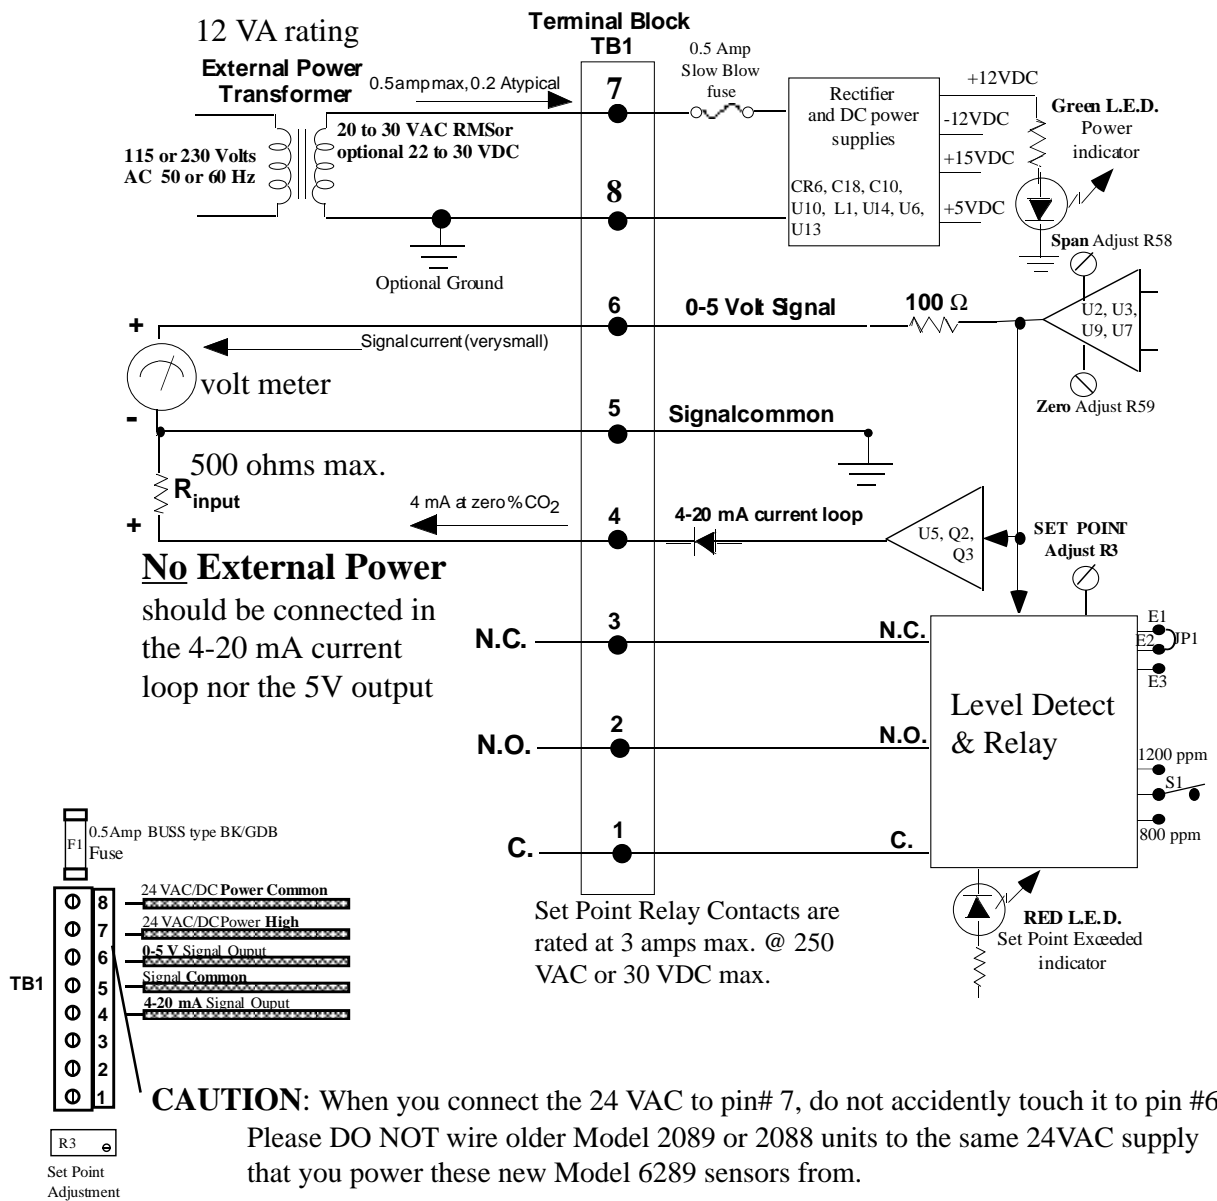 12 VA rating
External Power
Transformer
0.5ampmax, 0.2 Atypical
Terminal Block
TB1
7
0.5 Amp
Slow Blow
fuse
20 to 30 VAC RMSor
optional 22 to 30 VDC
115 or 230 Volts
AC 50 or 60 Hz
8
Optional Ground
Rectifier
and DC power
supplies
CR6, C18, C10,
U10, L1, U14, U6,
U13
+12VDC
-12VDC
+15VDC
+5VDC
Green L.E.D.
Power
indicator
Span Adjust R58
6
0-5 Volt Signal
100 Ω
U2, U3,
U9, U7
Zero Adjust R59
+
Signalcurrent(verysmall)
volt meter
-
5
Signalcommon
500 ohms max.
Rinput
+
4 mA at zero%CO2
4
4-20 mA current loop
U5, Q2,
Q3
SET POINT
Adjust R3
No External Power
should be connected in
the 4-20 mA current
loop nor the 5V output
N.C.
3
N.C.
N.O.
2
N.O.
C.
1
C.
Level Detect
& Relay
E1
E2
JP1
E3
1200 ppm
S1
800 ppm
RED L.E.D.
Set Point Exceeded
indicator
Set Point Relay Contacts are
rated at 3 amps max. @ 250
VAC or 30 VDC max.
F1
0.5Amp BUSS type BK/GDB
Fuse
TB1
8
24 VAC/DC Power Common
7
24 VAC/DCPower High
6
0-5 V Signal Ouput
5
Signal Common
4
4-20 mA Signal Ouput
3
2
1
R3
Set Point
Adjustment
CAUTION: When you connect the 24 VAC to pin# 7, do not accidently touch it to pin #6
Please DO NOT wire older Model 2089 or 2088 units to the same 24VAC supply
that you power these new Model 6289 sensors from.